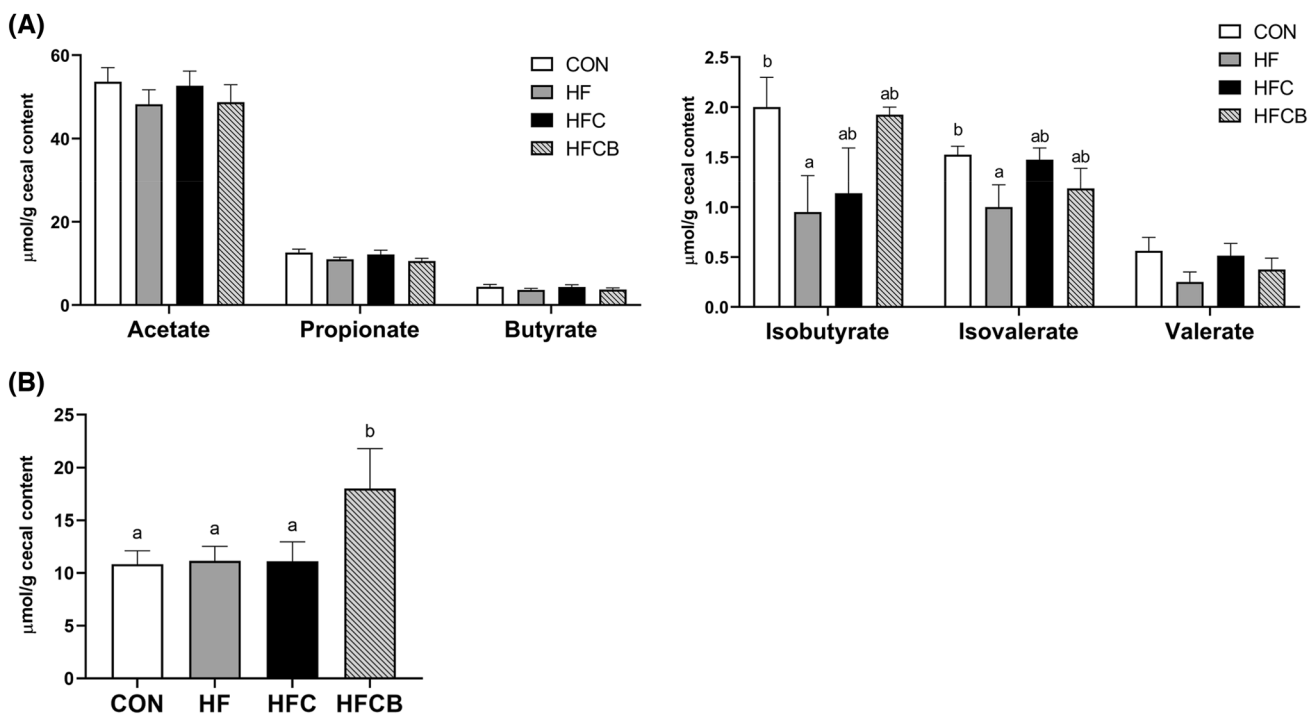 (A)
60
40
20
0
μmol/g cecal content
CON
HF
HFC
HFCB
Acetate Propionate Butyrate
2.5
2.0
1.5
1.0
0.5
0.0
μmol/g cecal content
b a ab ab
b a ab ab
CON
HF
HFC
HFCB
Isobutyrate Isovalerate Valerate
(B)
25
20
15
10
5
0
μmol/g cecal content
a a a b
CON HF HFC HFCB